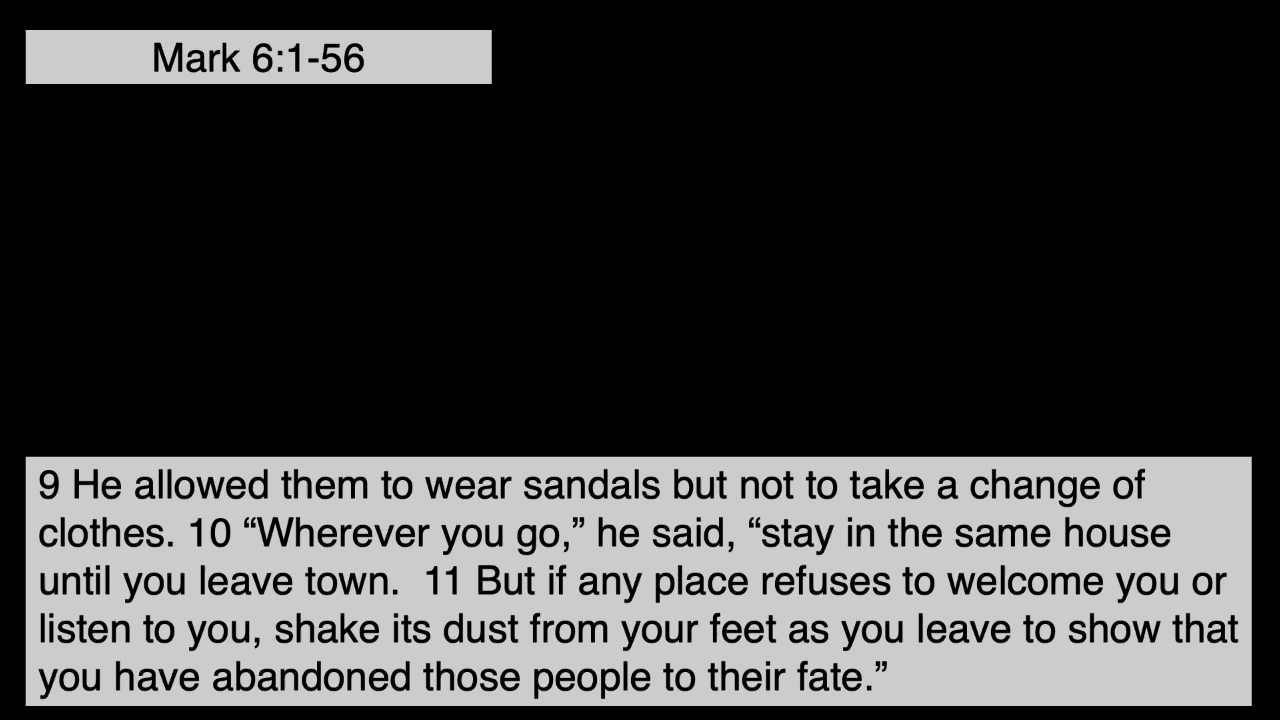 Mark 6:1-56
9 He allowed them to wear sandals but not to take a change of
clothes. 10 “Wherever you go,” he said, “stay in the same house
until you leave town.  11 But if any place refuses to welcome you or
listen to you, shake its dust from your feet as you leave to show that
you have abandoned those people to their fate.”